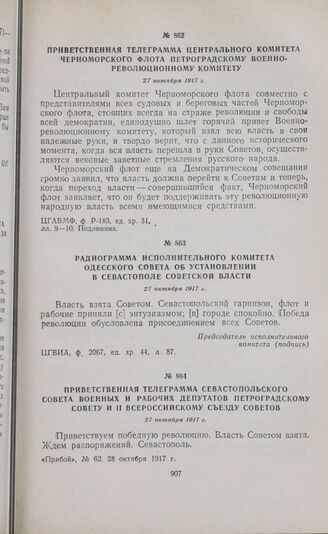 № 862
ПРИВЕТСТВЕННАЯ ТЕЛЕГРАММА ЦЕНТРАЛЬНОГО КОМИТЕТА
ЧЕРНОМОРСКОГО ФЛОТА ПЕТРОГРАДСКОМУ ВОЕННО-
РЕВОЛЮЦИОННОМУ КОМИТЕТУ
27 октября 1917 г.
Центральный комитет Черноморского флота совместно с
представителями всех судовых и береговых частей Черномор-
ского флота, стоящих всегда на страже революции и свободы
всей демократии, единодушно шлет горячий привет Военно-
революционному комитету, который взял всю власть в свои
надежные руки, и твердо верит, что с данного исторического
момента, когда вся власть перешла в руки Советов, осуществ-
ляются вековые заветные стремления русского народа.
Черноморский флот еще на Демократическом совещании
громко заявил, что власть должна перейти к Советам и теперь,
когда переход власти — совершившийся факт, Черноморский
флот заявляет, что он будет поддерживать эту революционную
народную власть всеми имеющимися средствами.
ЦГАВМФ, ф. Р-183, ед. хр. 31,
лл. 9—10. Подлинник.
№ 863
РАДИОГРАММА ИСПОЛНИТЕЛЬНОГО КОМИТЕТА
ОДЕССКОГО СОВЕТА ОБ УСТАНОВЛЕНИИ
В СЕВАСТОПОЛЕ СОВЕТСКОЙ ВЛАСТИ
27 октября 1917 г.
Власть взята Советом. Севастопольский гарнизон, флот и
рабочие приняли [с] энтузиазмом; [в] городе спокойно. Победа
революции обусловлена присоединением всех Советов.
Председатель исполнительного
комитета (подпись)
ЦГВИА, ф. 2067, ед. хр. 44, л. 87.
№ 864
ПРИВЕТСТВЕННАЯ ТЕЛЕГРАММА СЕВАСТОПОЛЬСКОГО
СОВЕТА ВОЕННЫХ И РАБОЧИХ ДЕПУТАТОВ ПЕТРОГРАДСКОМУ
СОВЕТУ И II ВСЕРОССИЙСКОМУ СЪЕЗДУ СОВЕТОВ
27 октября 1917 г.
Приветствуем победную революцию. Власть Советом взята.
Ждем распоряжений. Севастополь.
«Прибой», № 62, 28 октября 1917 г.
907